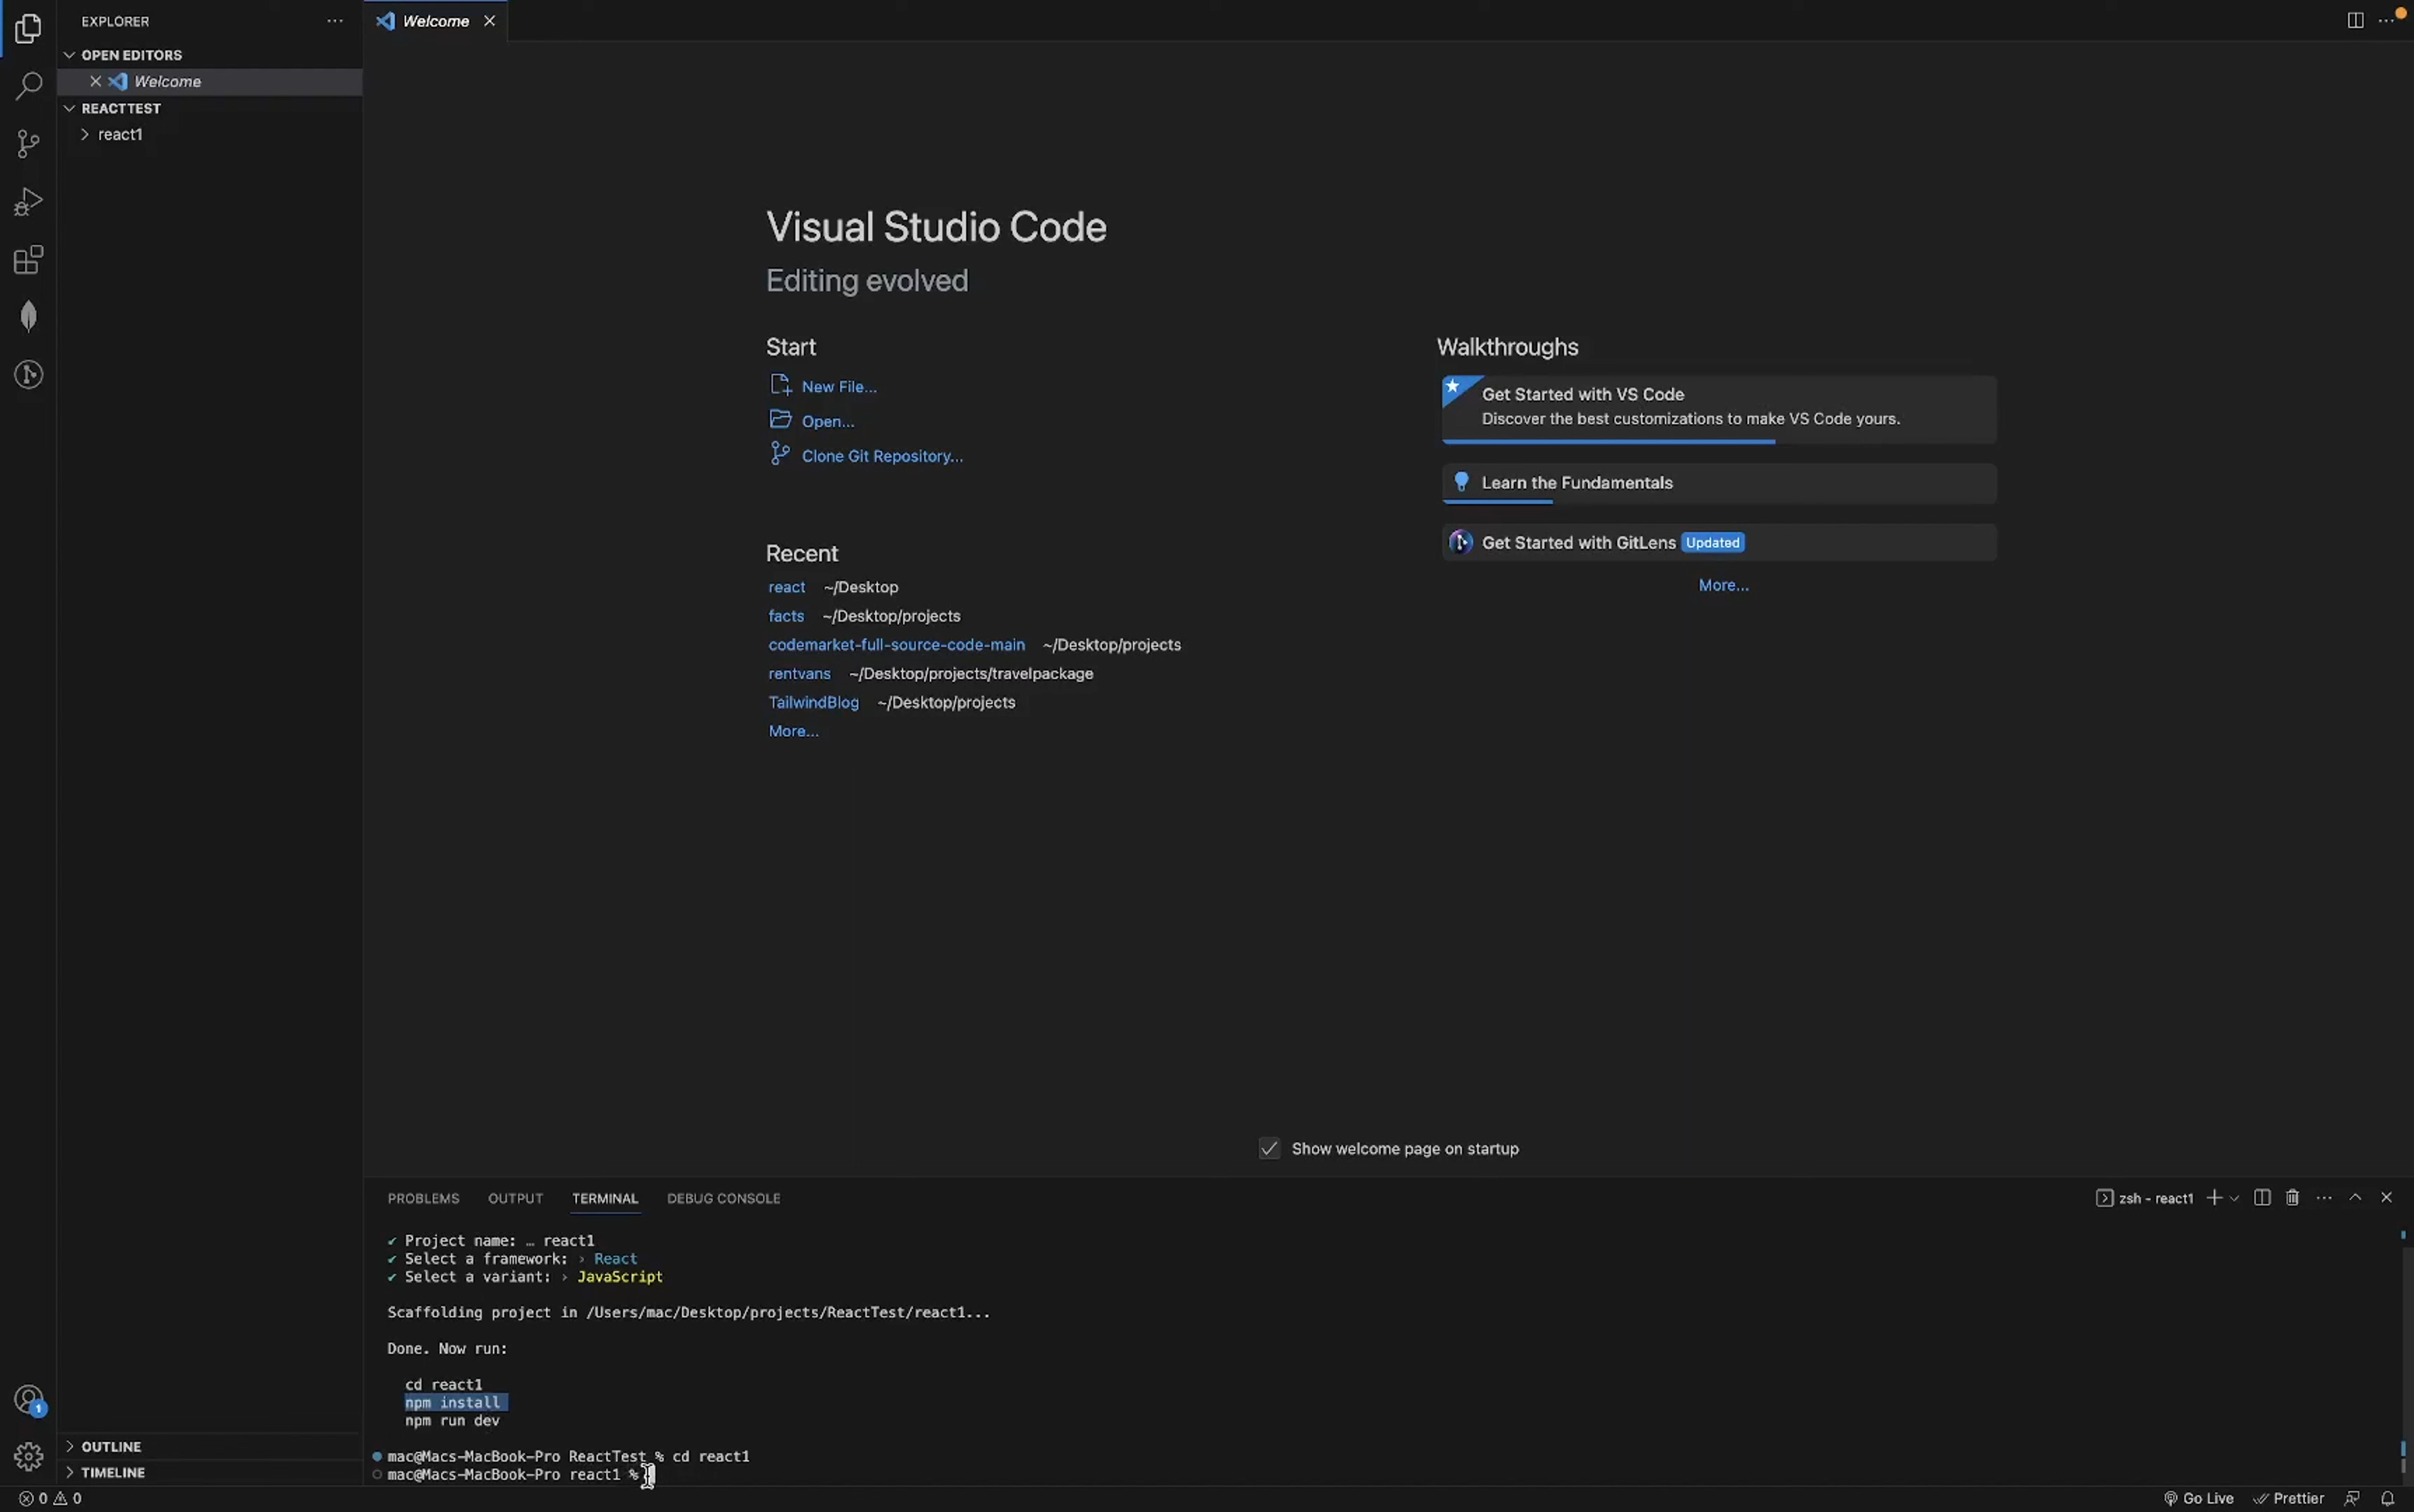 EXPLORER
OPEN EDITORS
Welcome
REACTTEST
react1
OUTLINE
TIMELINE
1
0 0
Welcome
Visual Studio Code
Editing evolved
Start
New File...
Open...
Clone Git Repository...
Recent
react ~/Desktop
facts ~/Desktop/projects
codemarket-full-source-code-main ~/Desktop/projects
rentvans ~/Desktop/projects/travelpackage
TailwindBlog ~/Desktop/projects
More...
Walkthroughs
Get Started with VS Code
Discover the best customizations to make VS Code yours.
Learn the Fundamentals
Get Started with GitLens Updated
More...
Show welcome page on startup
PROBLEMS OUTPUT TERMINAL DEBUG CONSOLE
zsh - react1
✔ Project name: … react1
✔ Select a framework: › React
✔ Select a variant: › JavaScript
Scaffolding project in /Users/mac/Desktop/projects/ReactTest/react1...
Done. Now run:
cd react1
npm install
npm run dev
mac@Macs-MacBook-Pro ReactTest % cd react1
mac@Macs-MacBook-Pro react1 %
Go Live Prettier